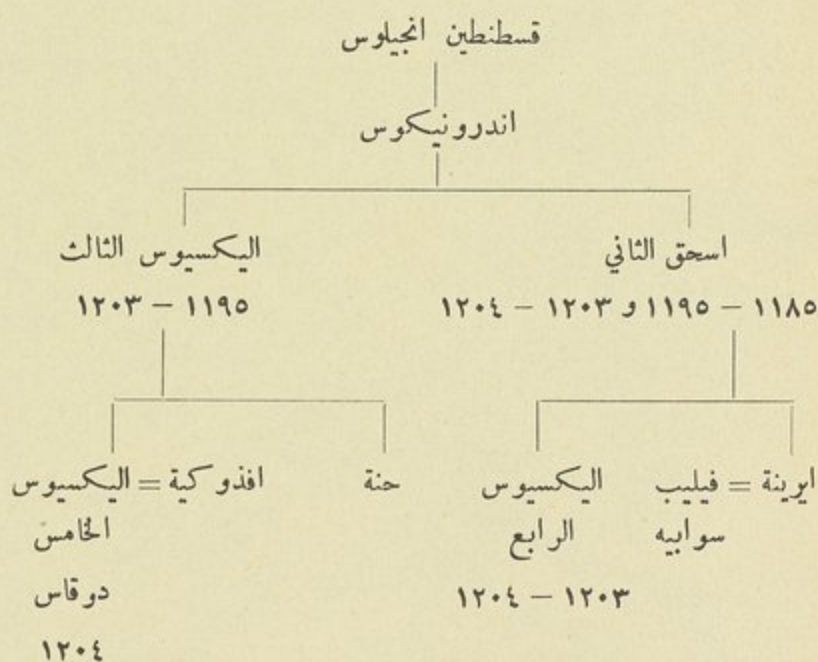 قسطنطين انجيلوس
اندرونيكوس
اسحق الثاني اليكسيوس الثالث
١١٨٥ – ١١٩٥ و ١٢٠٣ – ١٢٠٤ ١١٩٥ – ١٢٠٣
ايرينة = فيليب اليكسيوس حنة افذوكية = اليكسيوس
سوابيه الرابع الخامس
١٢٠٣ – ١٢٠٤ دوقاس
١٢٠٤